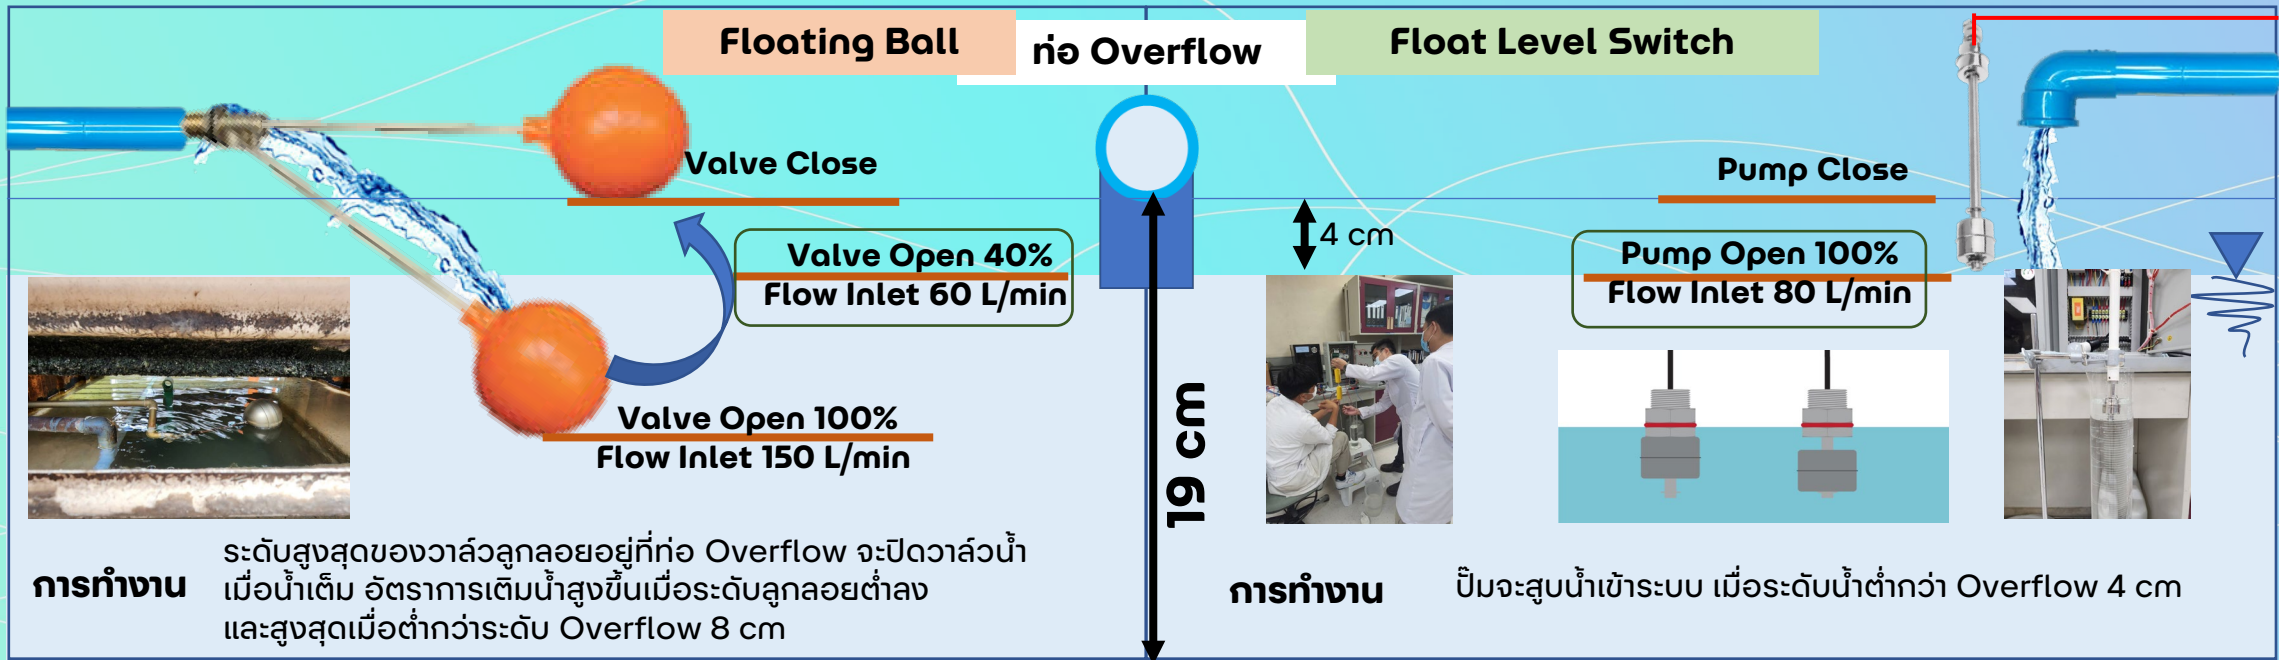 Floating Ball
ท่อ Overflow
Float Level Switch
Valve Close
Pump Close
Valve Open 40%
Flow Inlet 60 L/min
4 cm
Pump Open 100%
Flow Inlet 80 L/min
Valve Open 100%
Flow Inlet 150 L/min
19 cm
การทำงาน
ระดับสูงสุดของวาล์วลูกลอยอยู่ที่ท่อ Overflow จะปิดวาล์วน้ำ
เมื่อน้ำเต็ม อัตราการเติมน้ำสูงขึ้นเมื่อระดับลูกลอยต่ำลง
และสูงสุดเมื่อต่ำกว่าระดับ Overflow 8 cm
การทำงาน
ปั๊มจะสูบน้ำเข้าระบบ เมื่อระดับน้ำต่ำกว่า Overflow 4 cm